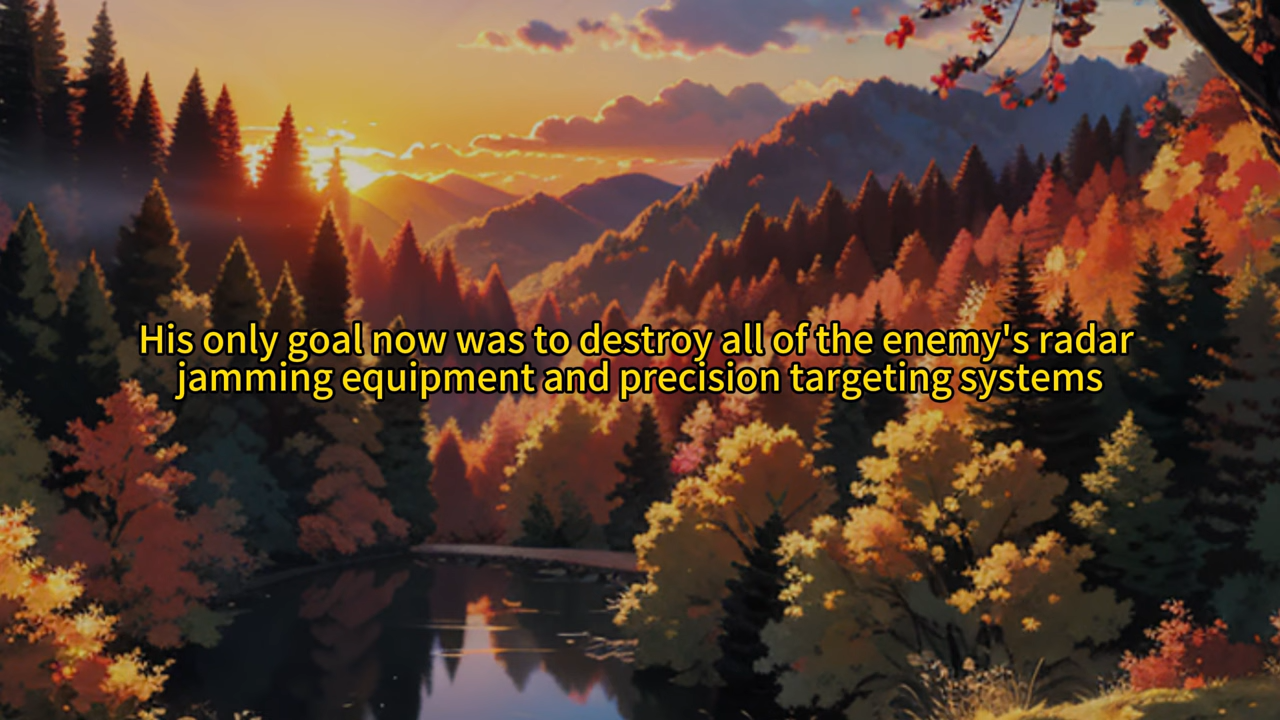 His only goal now was to destroy all of the enemy's radar
jamming equipment and precision targeting systems